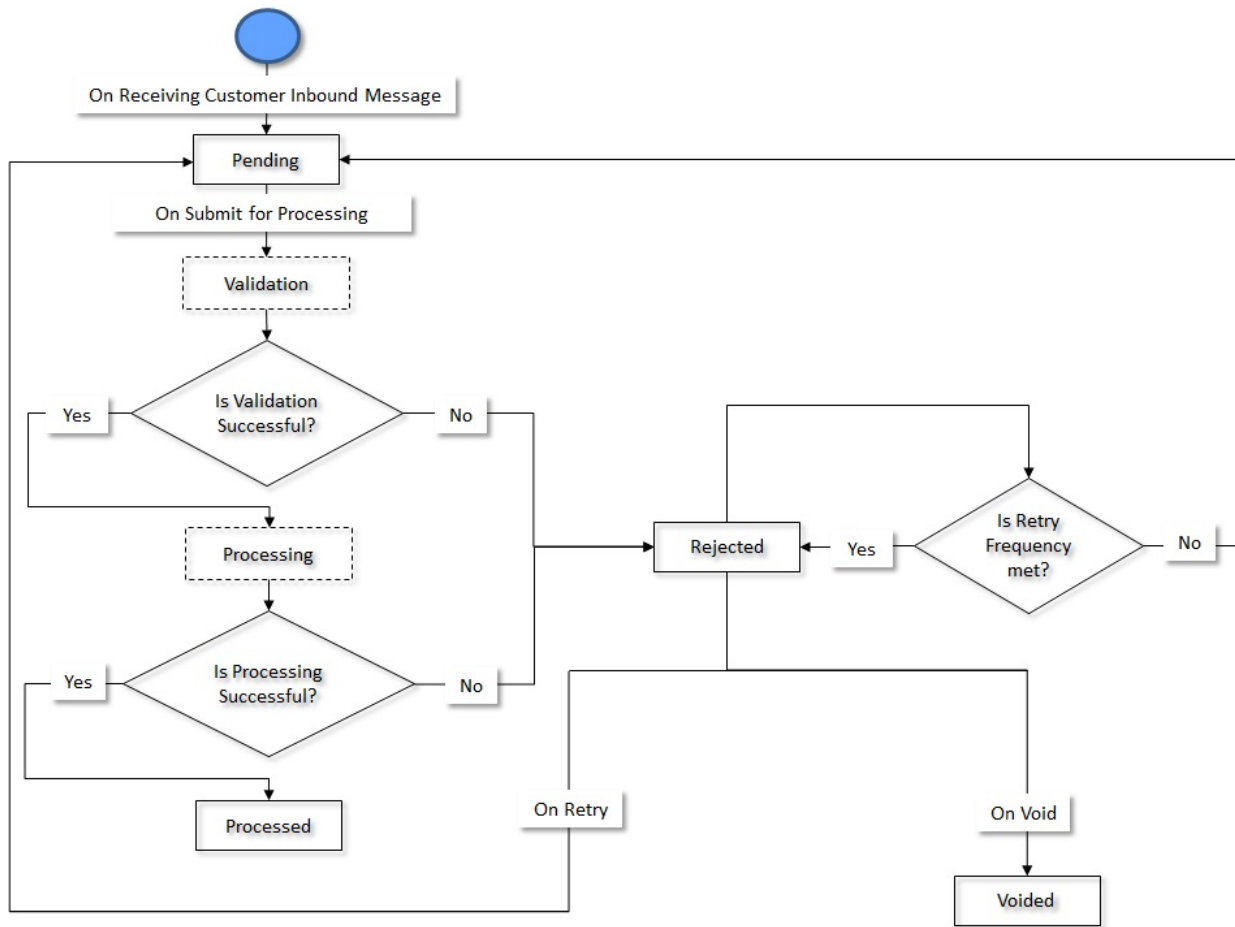 On Receiving Customer Inbound Message
Pending
On Submit for Processing
Validation
Is Validation
Successful?
Yes
No
Processing
Rejected
Is Retry
Frequency
met?
Yes
No
Is Processing
Successful?
Yes
No
Processed
On Retry
On Void
Voided